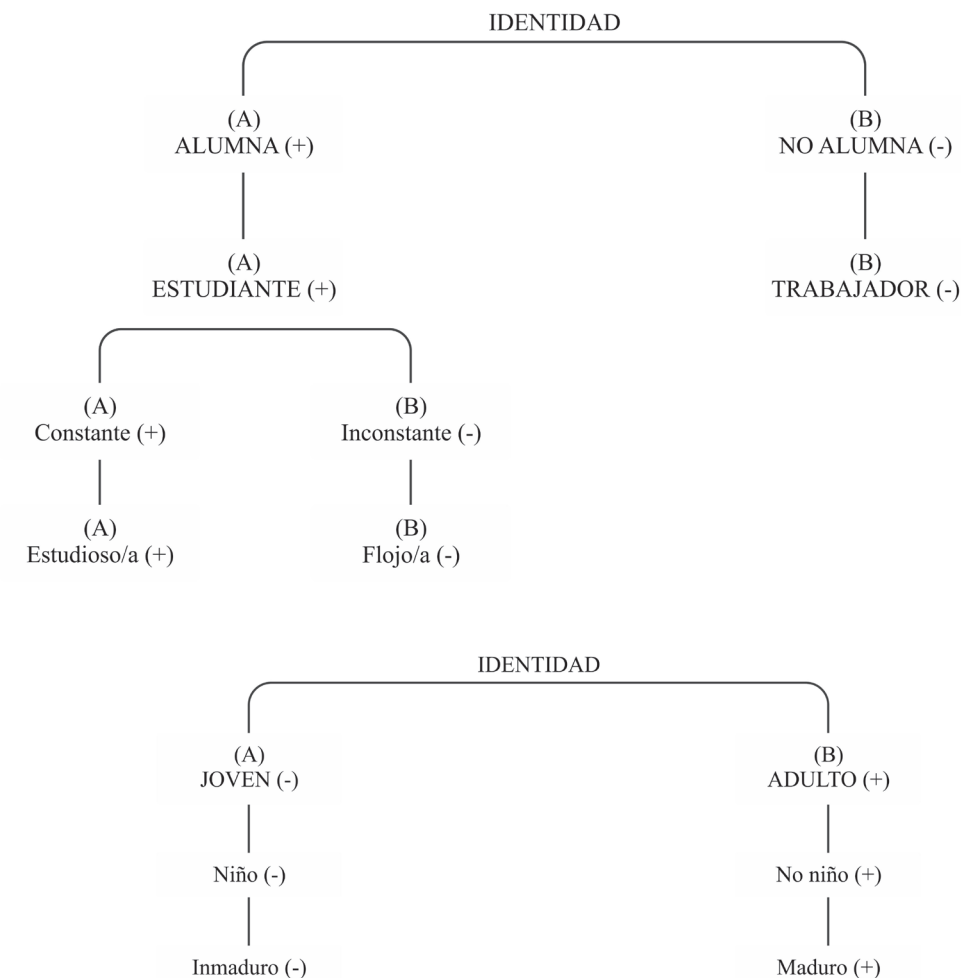 IDENTIDAD
(A)
ALUMNA (+)
(B)
NO ALUMNA (-)
(A)
ESTUDIANTE (+)
(B)
TRABAJADOR (-)
(A)
Constante (+)
(B)
Inconstante (-)
(A)
Estudioso/a (+)
(B)
Flojo/a (-)
IDENTIDAD
(A)
JOVEN (-)
(B)
ADULTO (+)
Niño (-)
No niño (+)
Inmaduro (-)
Maduro (+)